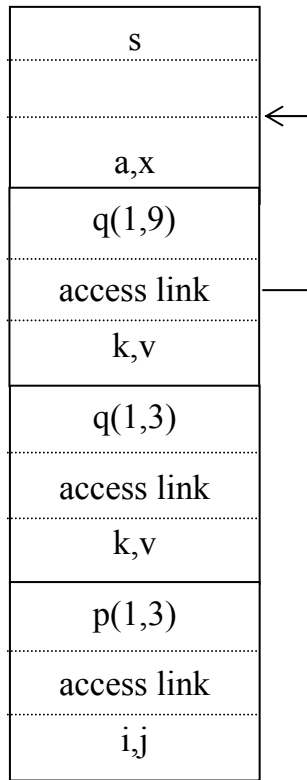 s
a,x
q(1,9)
access link
k,v
q(1,3)
access link
k,v
p(1,3)
access link
i,j